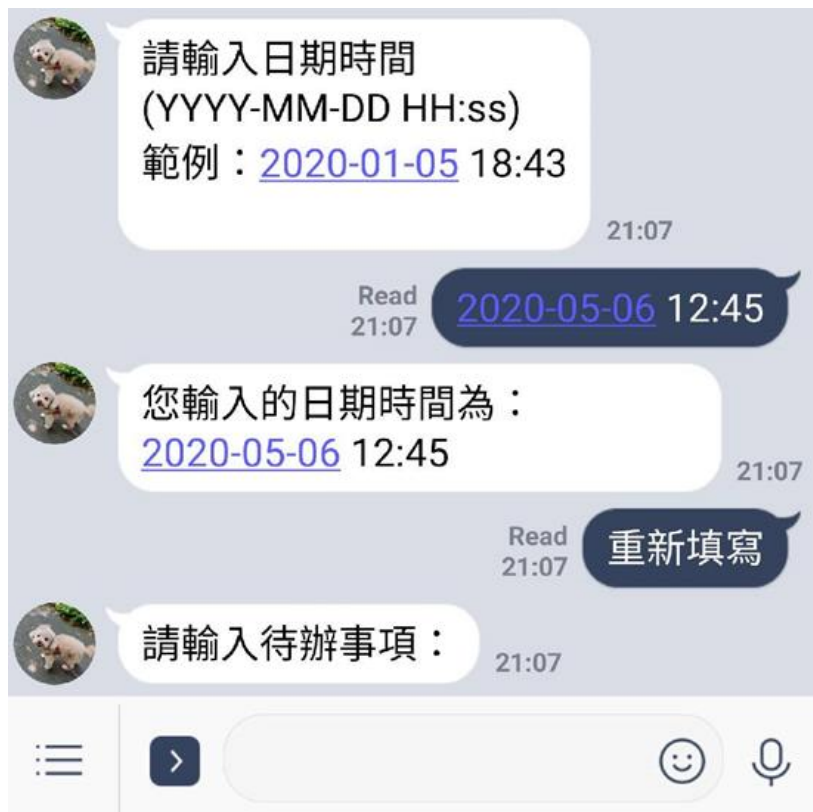 請輸入日期時間
(YYYY-MM-DD HH:ss)
範例：2020-01-05 18:43
21:07
Read
21:07
2020-05-06 12:45
您輸入的日期時間為：
2020-05-06 12:45
21:07
Read
21:07
重新填寫
請輸入待辦事項：
21:07